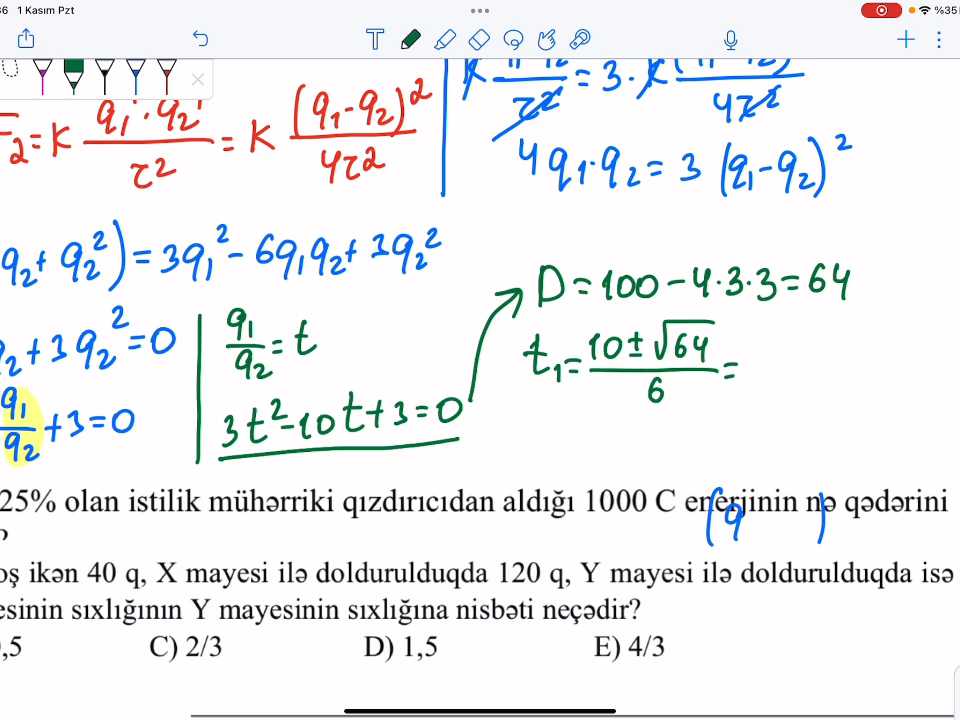 36 1 Kasım Pzt %35
F₂=K q₁'·q₂'/r² = K (q₁-q₂)²/4r²
= 3·K
r² 4r²
4q₁·q₂=3(q₁-q₂)²
q₂+q₂²)=3q₁²-6q₁q₂+3q₂²
q₂+3q₂²=0
q₁/q₂+3=0
q₁/q₂=t
3t²-10t+3=0
D=100-4·3·3=64
t₁=10±√64/6=
25% olan istilik mühərriki qızdırıcıdan aldığı 1000 C enerjinin nə qədərini
(q )
oş ikən 40 q, X mayesi ilə doldurulduqda 120 q, Y mayesi ilə doldurulduqda isə
esinin sıxlığının Y mayesinin sıxlığına nisbəti neçədir?
,5 C) 2/3 D) 1,5 E) 4/3